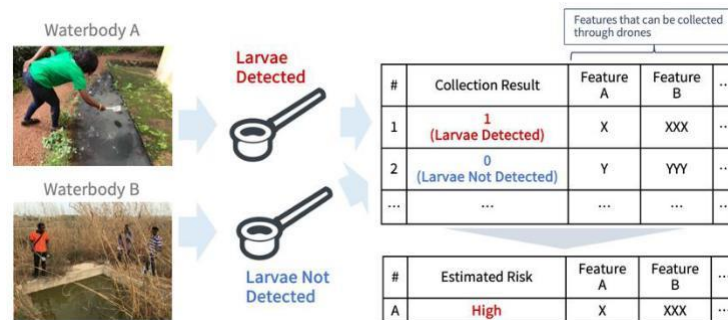 Features that can be collected
through drones
Waterbody A
Larvae
Detected
# Collection Result Feature A Feature B ...
1 1 (Larvae Detected) X XXX ...
2 0 (Larvae Not Detected) Y YYY ...
... ... ... ... ...
Waterbody B
Larvae Not
Detected
# Estimated Risk Feature A Feature B ...
A High X XXX ...